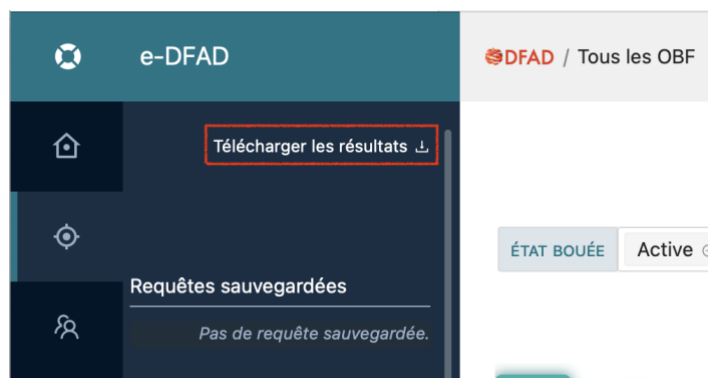 e-DFAD
DFAD / Tous les OBF
Télécharger les résultats
ÉTAT BOUÉE Active
Requêtes sauvegardées
Pas de requête sauvegardée.